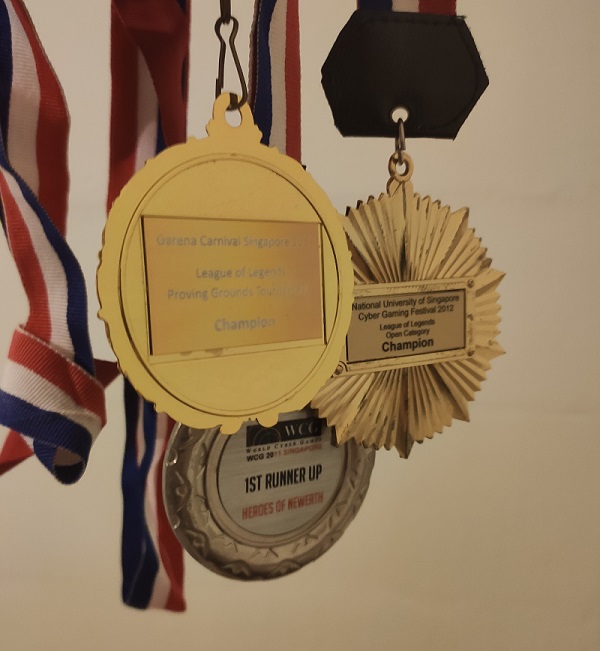 Garena Carnival Singapore
League of Legends
Proving Grounds
Champion
National University of Singapore
Cyber Gaming Festival 2012
League of Legends
Open Category
Champion
WCG
WORLD CYBER GAMES
WCG 2011 SINGAPORE
1ST RUNNER UP
HEROES OF NEWERTH